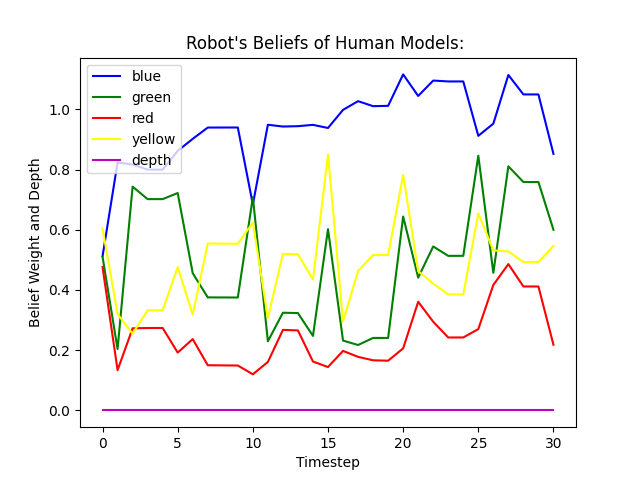 Robot's Beliefs of Human Models:
blue
green
red
yellow
depth
Belief Weight and Depth
1.0
0.8
0.6
0.4
0.2
0.0
0 5 10 15 20 25 30
Timestep